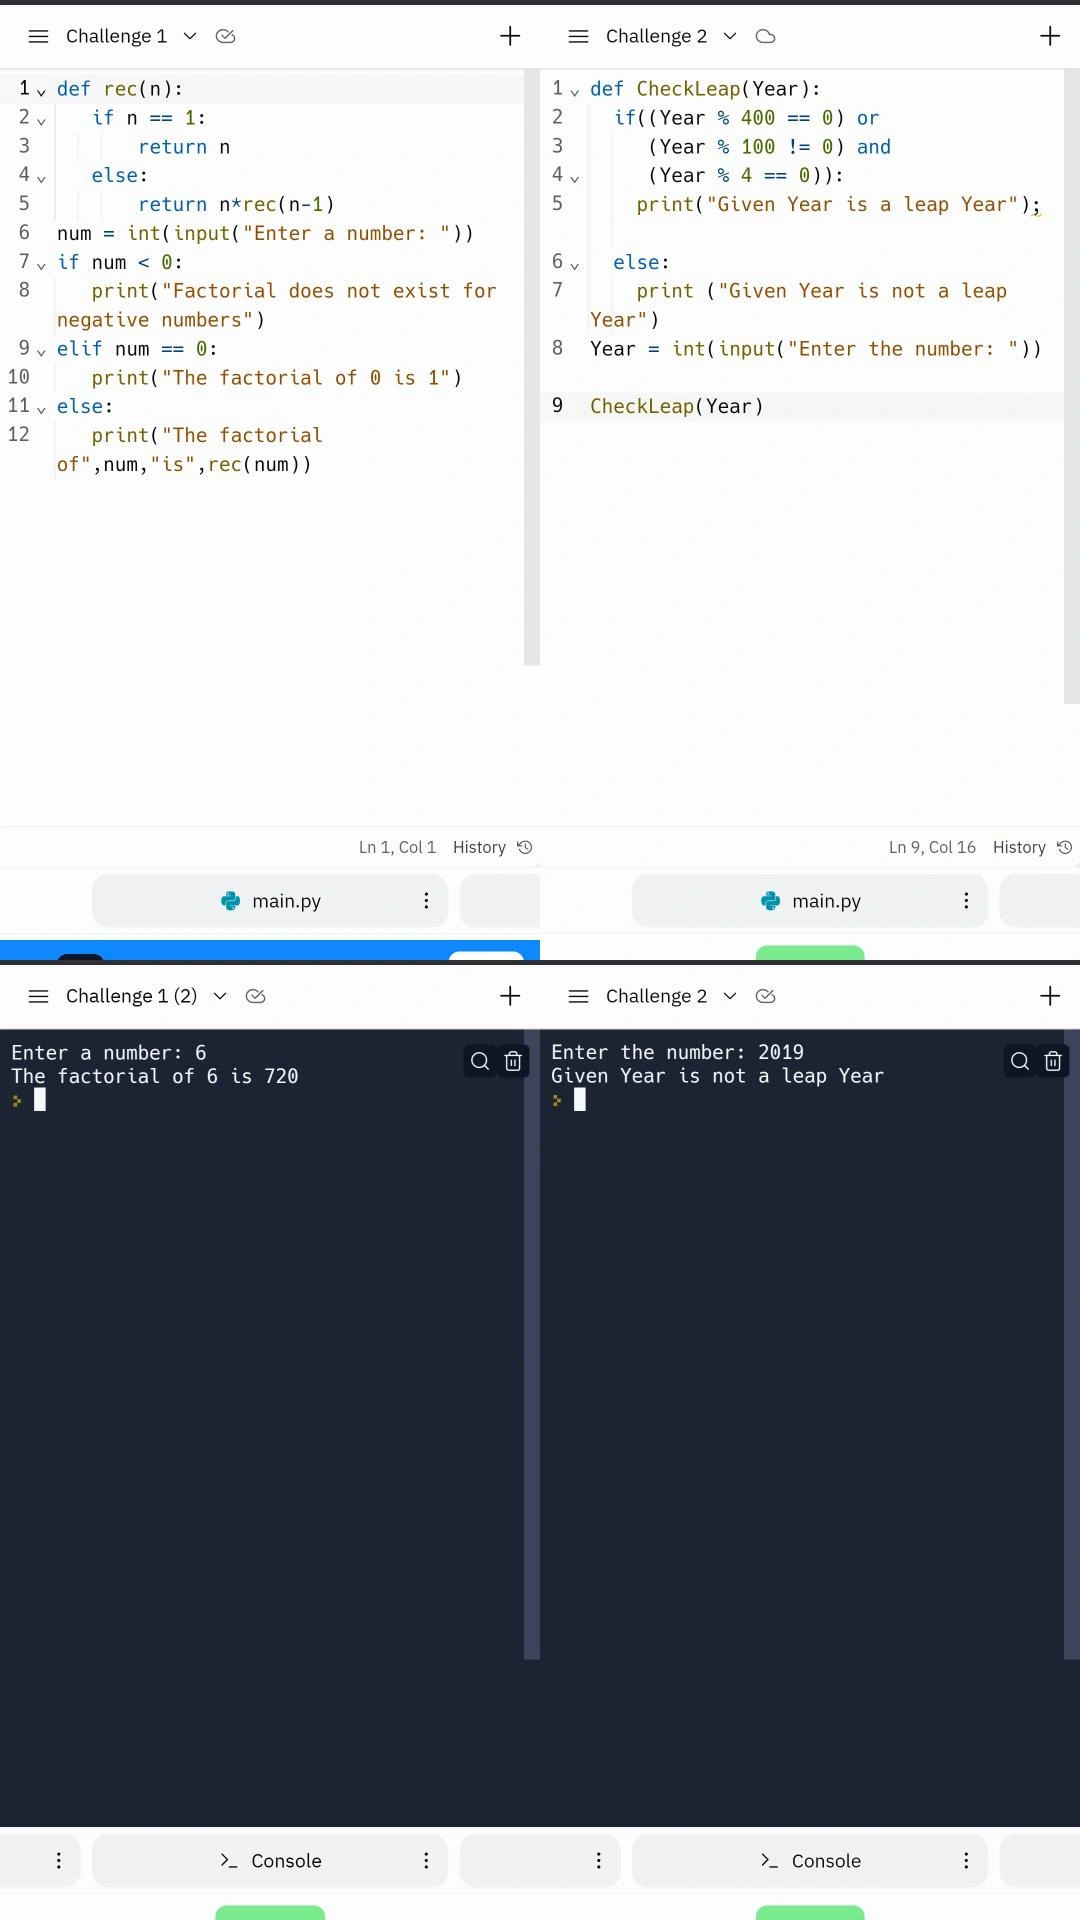 Challenge 1
1 def rec(n):
2 if n == 1:
3 return n
4 else:
5 return n*rec(n-1)
6 num = int(input("Enter a number: "))
7 if num < 0:
8 print("Factorial does not exist for
negative numbers")
9 elif num == 0:
10 print("The factorial of 0 is 1")
11 else:
12 print("The factorial
of",num,"is",rec(num))
Ln 1, Col 1 History
main.py
Challenge 2
1 def CheckLeap(Year):
2 if((Year % 400 == 0) or
3 (Year % 100 != 0) and
4 (Year % 4 == 0)):
5 print("Given Year is a leap Year");
6 else:
7 print ("Given Year is not a leap
Year")
8 Year = int(input("Enter the number: "))
9 CheckLeap(Year)
Ln 9, Col 16 History
main.py
Challenge 1 (2)
Enter a number: 6
The factorial of 6 is 720
Console
Challenge 2
Enter the number: 2019
Given Year is not a leap Year
Console